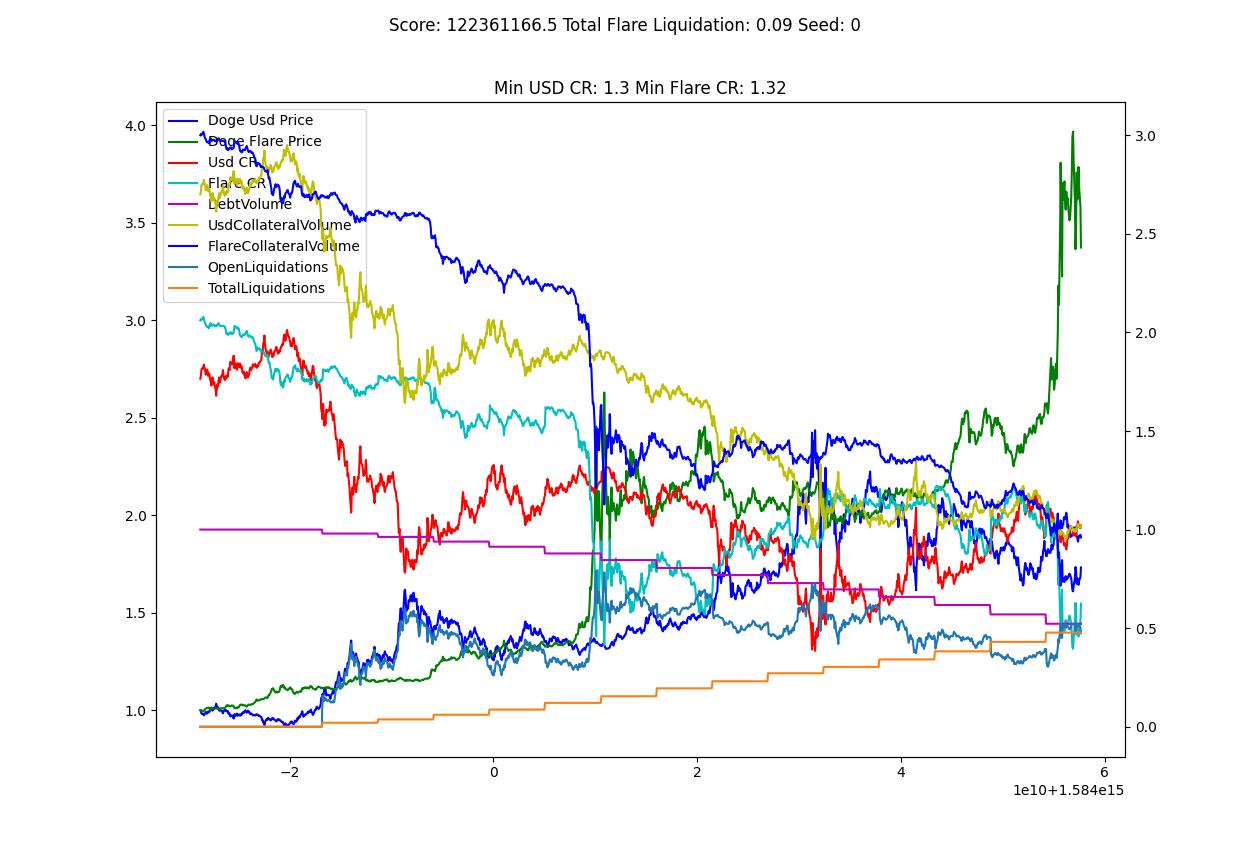 Score: 122361166.5 Total Flare Liquidation: 0.09 Seed: 0
Min USD CR: 1.3 Min Flare CR: 1.32
Doge Usd Price
Doge Flare Price
Usd CR
Flare CR
DebtVolume
UsdCollateralVolume
FlareCollateralVolume
OpenLiquidations
TotalLiquidations
4.0
3.5
3.0
2.5
2.0
1.5
1.0
3.0
2.5
2.0
1.5
1.0
0.5
0.0
−2
0
2
4
6
1e10+1.584e15